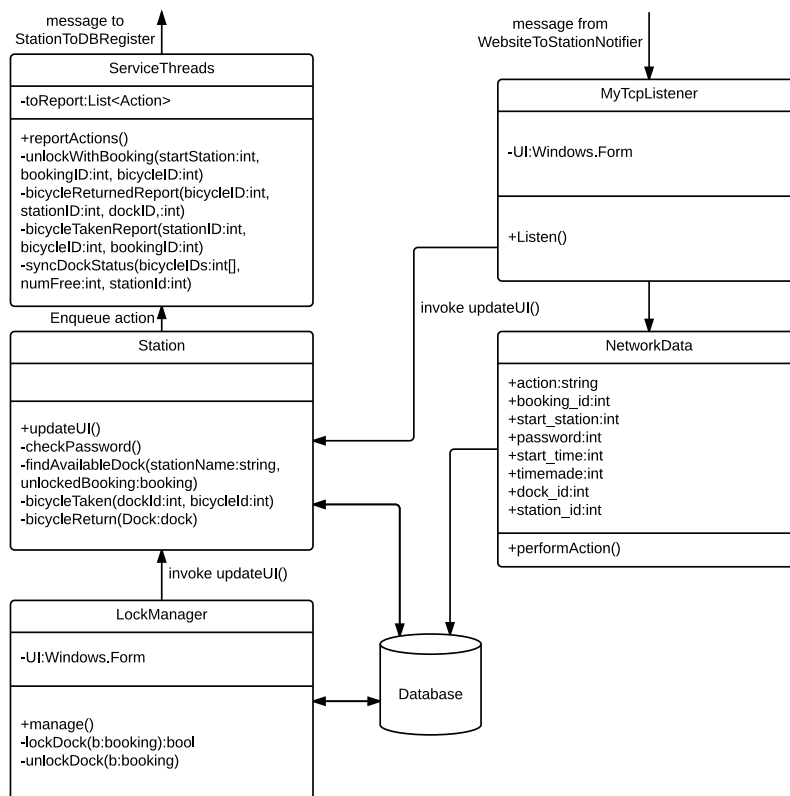 message to
StationToDBRegister
ServiceThreads
-toReport:List<Action>
+reportActions()
-unlockWithBooking(startStation:int,
bookingID:int, bicycleID:int)
-bicycleReturnedReport(bicycleID:int,
stationID:int, dockID,:int)
-bicycleTakenReport(stationID:int,
bicycleID:int, bookingID:int)
-syncDockStatus(bicycleIDs:int[],
numFree:int, stationId:int)
Enqueue action
Station
+updateUI()
-checkPassword()
-findAvailableDock(stationName:string,
unlockedBooking:booking)
-bicycleTaken(dockId:int, bicycleId:int)
-bicycleReturn(Dock:dock)
invoke updateUI()
LockManager
-UI:Windows.Form
+manage()
-lockDock(b:booking):bool
-unlockDock(b:booking)
message from
WebsiteToStationNotifier
MyTcpListener
-UI:Windows.Form
+Listen()
invoke updateUI()
NetworkData
+action:string
+booking_id:int
+start_station:int
+password:int
+start_time:int
+timemade:int
+dock_id:int
+station_id:int
+performAction()
Database